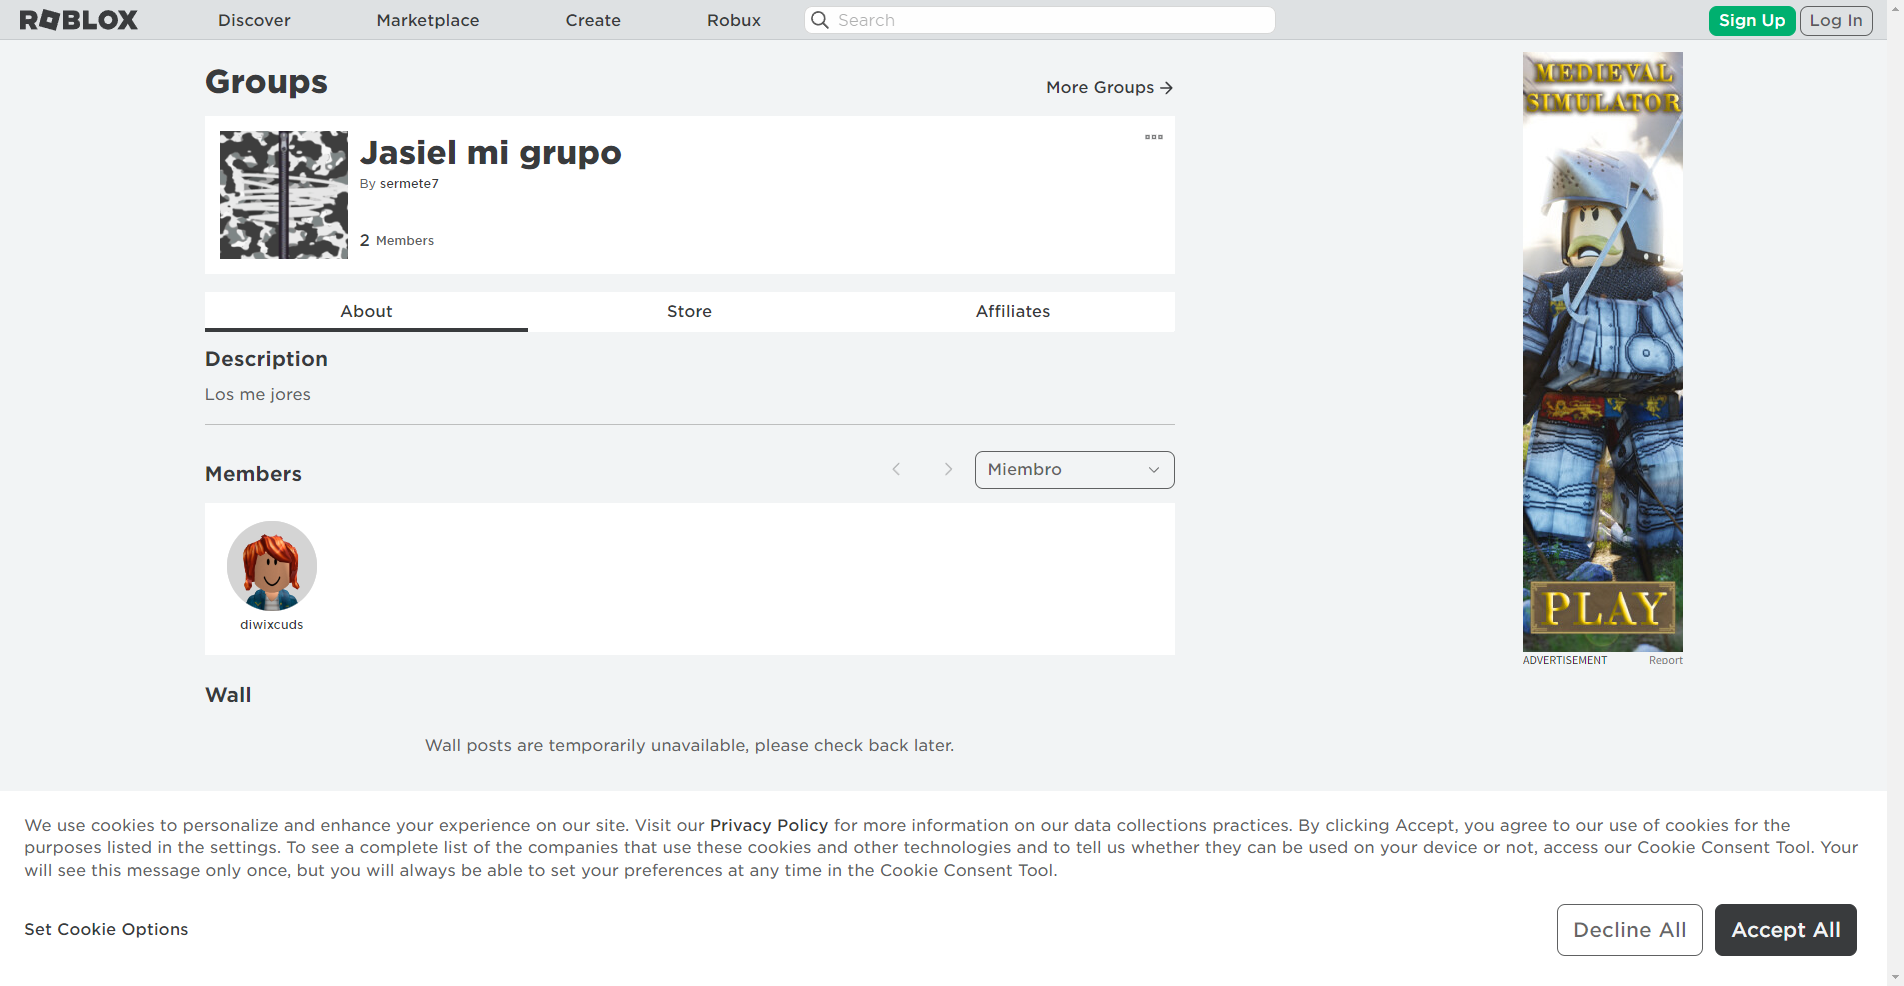 ROBLOX
Discover
Marketplace
Create
Robux
Search
Sign Up
Log In
Groups
More Groups
Jasiel mi grupo
By sermete7
2 Members
About
Store
Affiliates
Description
Los me jores
Members
Miembro
diwixcuds
Wall
Wall posts are temporarily unavailable, please check back later.
MEDIEVAL
SIMULATOR
PLAY
ADVERTISEMENT
Report
We use cookies to personalize and enhance your experience on our site. Visit our Privacy Policy for more information on our data collections practices. By clicking Accept, you agree to our use of cookies for the
purposes listed in the settings. To see a complete list of the companies that use these cookies and other technologies and to tell us whether they can be used on your device or not, access our Cookie Consent Tool. Your
will see this message only once, but you will always be able to set your preferences at any time in the Cookie Consent Tool.
Set Cookie Options
Decline All
Accept All